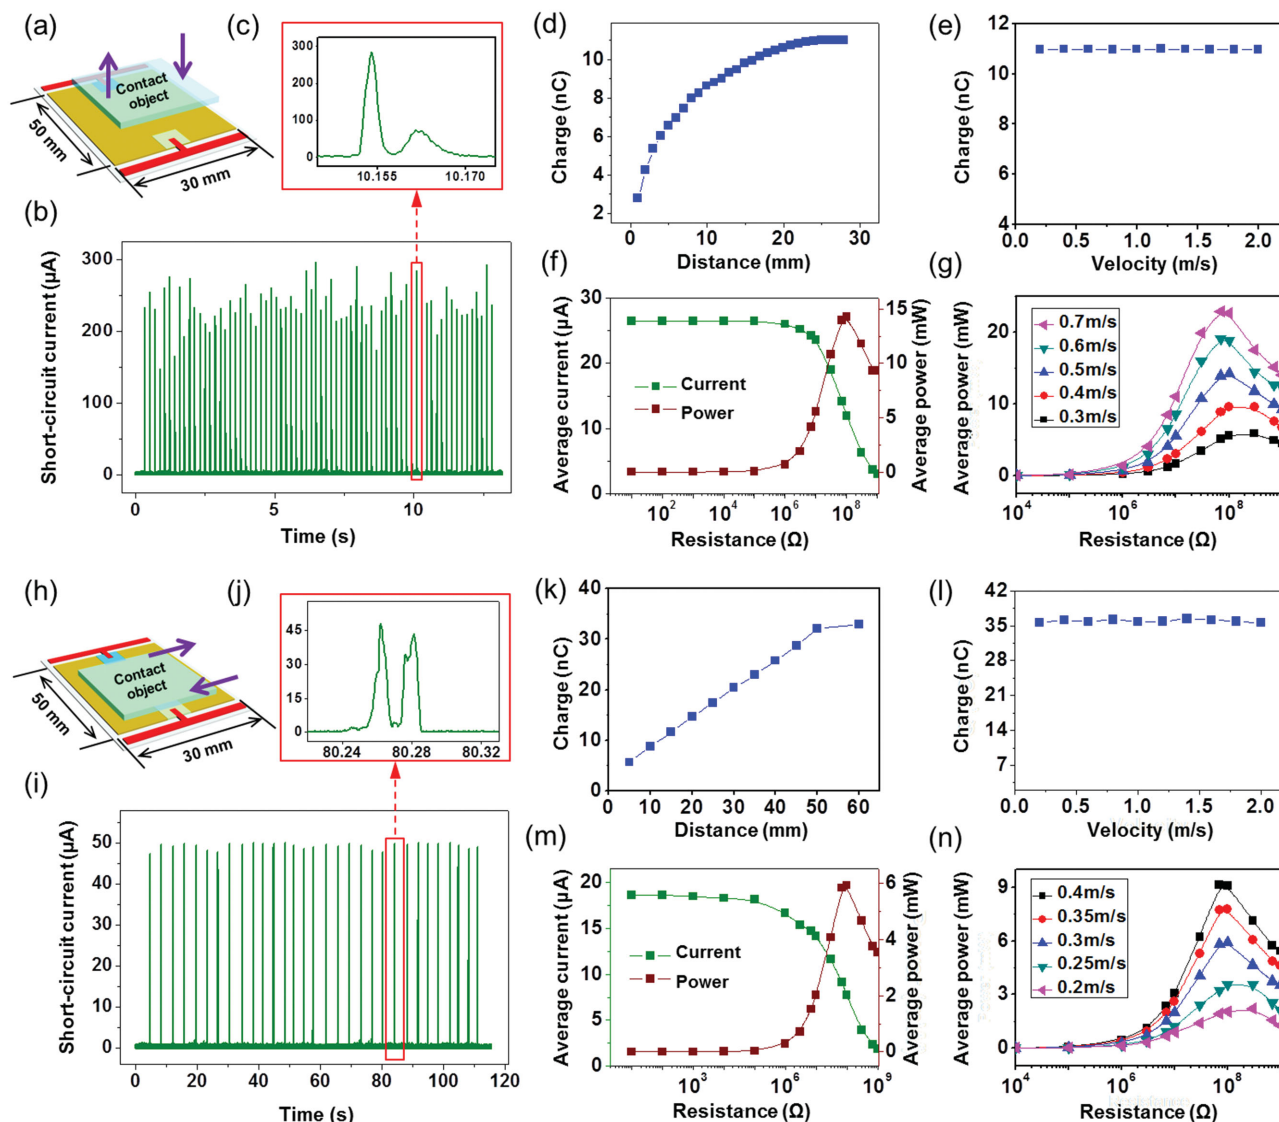 (a)
Contact
object
50 mm
30 mm
(c)
300
200
100
0
10.155 10.170
(b)
Short-circuit current (µA)
300
200
100
0
0 5 10
Time (s)
(d)
Charge (nC)
10
8
6
4
2
0 10 20 30
Distance (mm)
(e)
Charge (nC)
12
10
8
6
4
0.0 0.5 1.0 1.5 2.0
Velocity (m/s)
(f)
Average current (µA)
30
20
10
0
Current
Power
15
10
5
0
Average power (mW)
10² 10⁴ 10⁶ 10⁸
Resistance (Ω)
(g)
Average power (mW)
20
10
0
0.7m/s
0.6m/s
0.5m/s
0.4m/s
0.3m/s
10⁴ 10⁶ 10⁸
Resistance (Ω)
(h)
Contact
object
50 mm
30 mm
(j)
45
30
15
0
80.24 80.28 80.32
(i)
Short-circuit current (µA)
50
40
30
20
10
0
0 20 40 60 80 100 120
Time (s)
(k)
Charge (nC)
40
30
20
10
0
0 10 20 30 40 50 60
Distance (mm)
(l)
Charge (nC)
42
35
28
21
14
7
0.0 0.5 1.0 1.5 2.0
Velocity (m/s)
(m)
Average current (µA)
20
15
10
5
0
Current
Power
6
4
2
0
Average power (mW)
10³ 10⁶ 10⁹
Resistance (Ω)
(n)
Average power (mW)
9
6
3
0
0.4m/s
0.35m/s
0.3m/s
0.25m/s
0.2m/s
10⁴ 10⁶ 10⁸
Resistance (Ω)